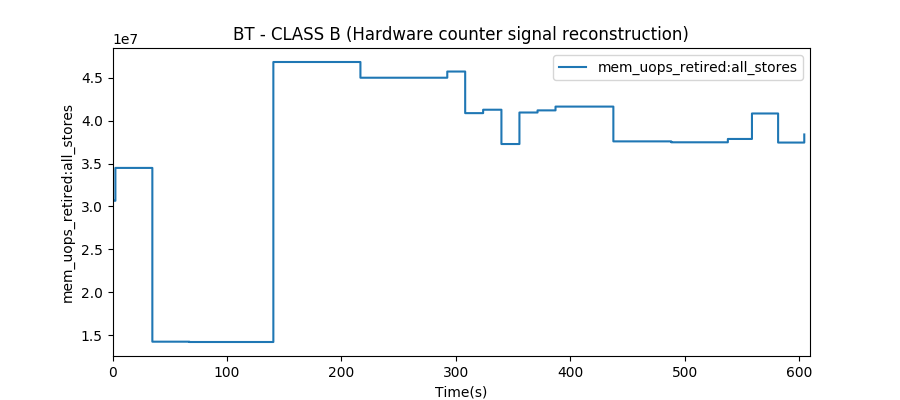 BT - CLASS B (Hardware counter signal reconstruction)
1e7
mem_uops_retired:all_stores
4.5
4.0
3.5
3.0
2.5
2.0
1.5
mem_uops_retired:all_stores
0 100 200 300 400 500 600
Time(s)